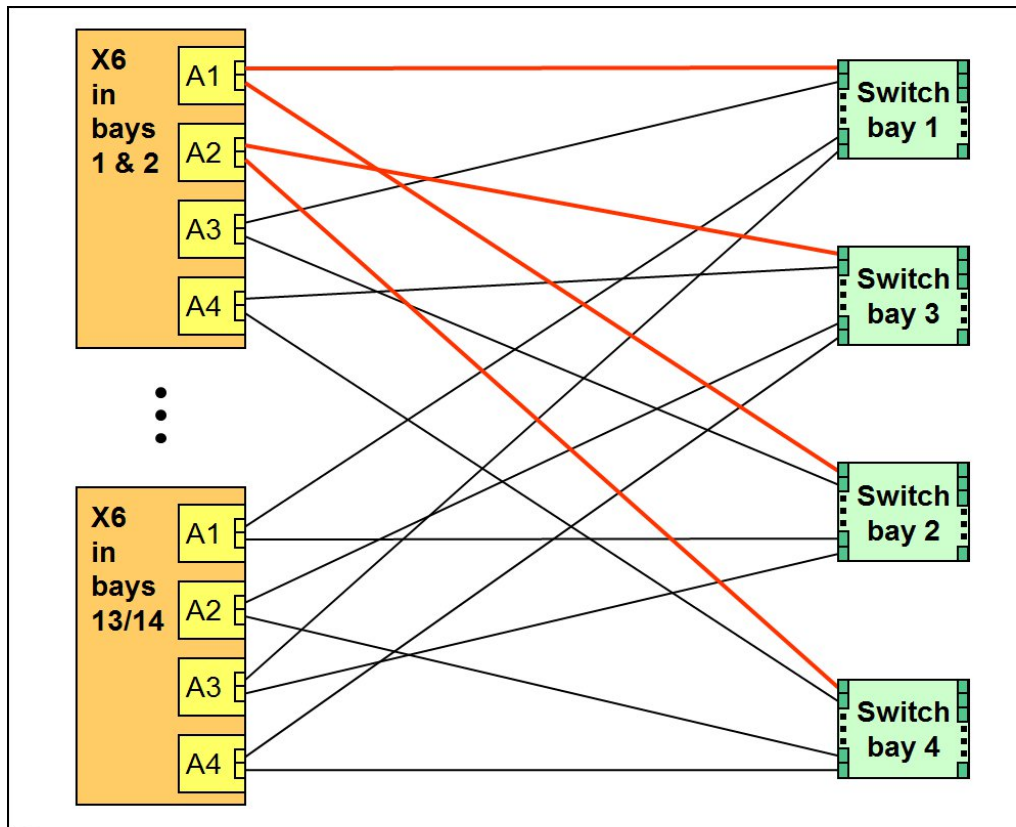 X6
in
bays
1 & 2
A1
A2
A3
A4
X6
in
bays
13/14
A1
A2
A3
A4
Switch
bay 1
Switch
bay 3
Switch
bay 2
Switch
bay 4